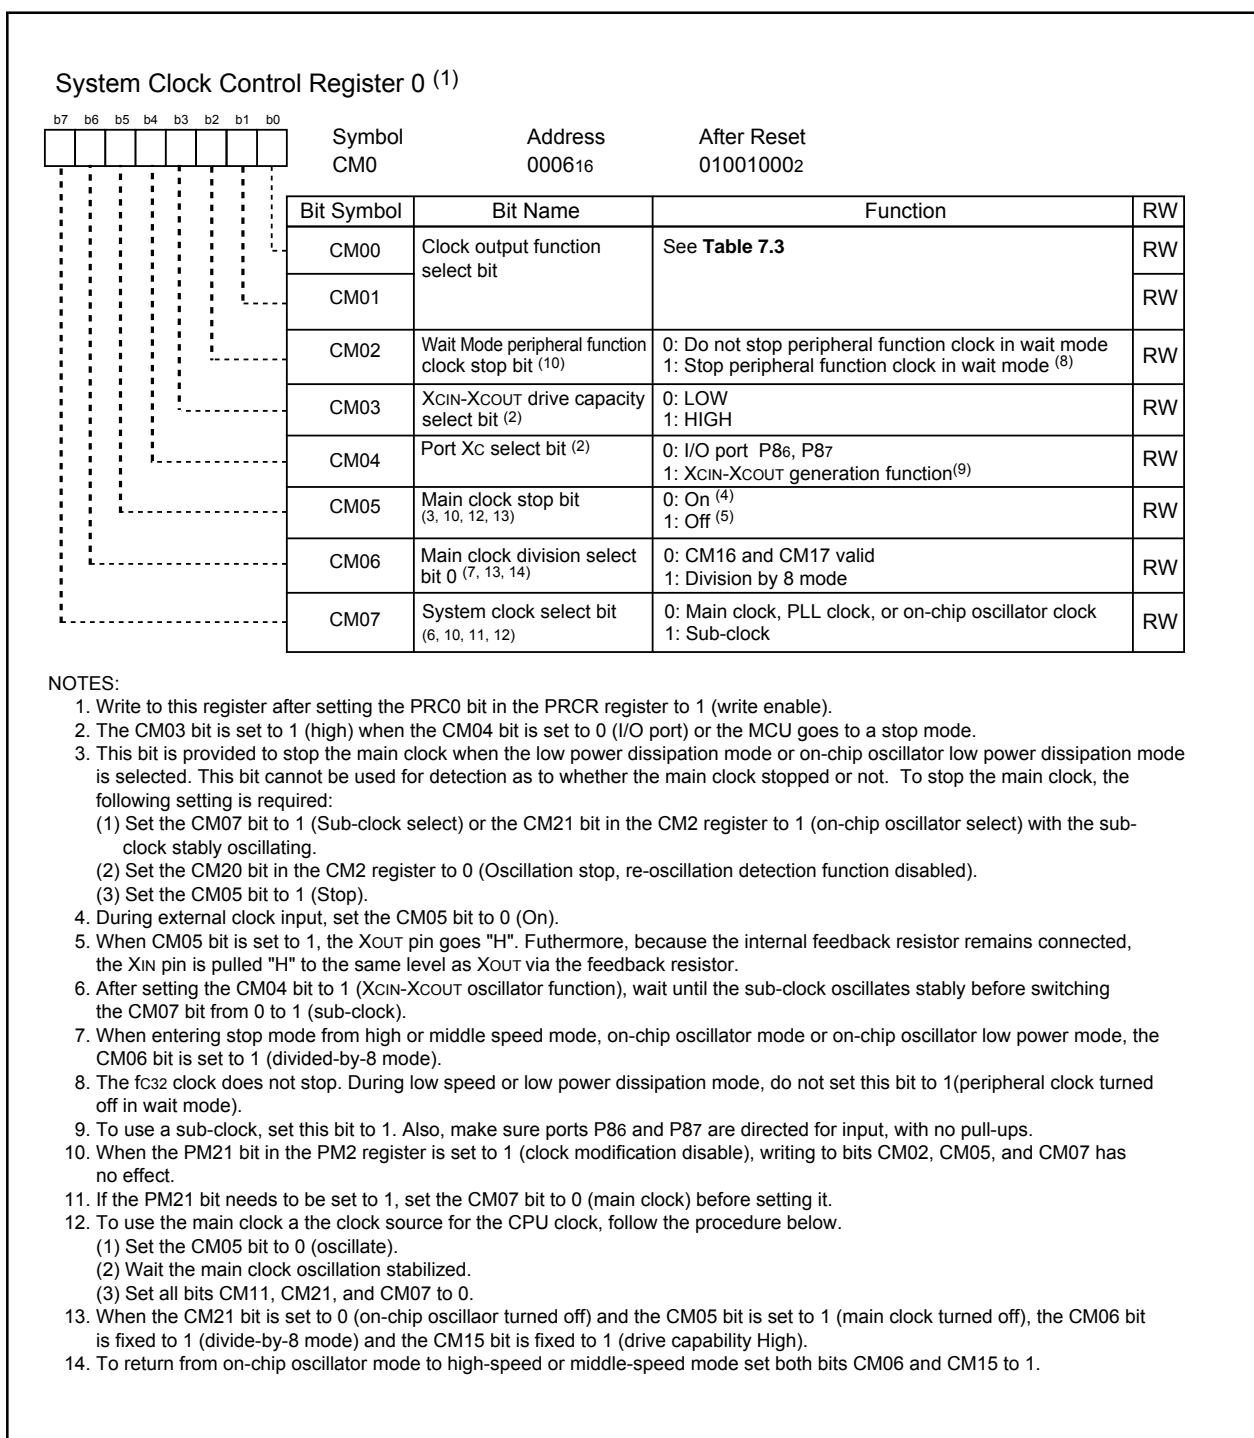 System Clock Control Register 0 (1)
b7 b6 b5 b4 b3 b2 b1 b0
Symbol Address After Reset
CM0 000616 010010002
Bit Symbol Bit Name Function RW
CM00 Clock output function select bit See Table 7.3 RW
CM01 RW
CM02 Wait Mode peripheral function clock stop bit (10) 0: Do not stop peripheral function clock in wait mode RW
1: Stop peripheral function clock in wait mode (8)
CM03 XCIN-XCOUT drive capacity select bit (2) 0: LOW RW
1: HIGH
CM04 Port XC select bit (2) 0: I/O port P86, P87 RW
1: XCIN-XCOUT generation function(9)
CM05 Main clock stop bit (3, 10, 12, 13) 0: On (4) RW
1: Off (5)
CM06 Main clock division select bit 0 (7, 13, 14) 0: CM16 and CM17 valid RW
1: Division by 8 mode
CM07 System clock select bit (6, 10, 11, 12) 0: Main clock, PLL clock, or on-chip oscillator clock RW
1: Sub-clock
NOTES:
1. Write to this register after setting the PRC0 bit in the PRCR register to 1 (write enable).
2. The CM03 bit is set to 1 (high) when the CM04 bit is set to 0 (I/O port) or the MCU goes to a stop mode.
3. This bit is provided to stop the main clock when the low power dissipation mode or on-chip oscillator low power dissipation mode
is selected. This bit cannot be used for detection as to whether the main clock stopped or not. To stop the main clock, the
following setting is required:
(1) Set the CM07 bit to 1 (Sub-clock select) or the CM21 bit in the CM2 register to 1 (on-chip oscillator select) with the sub-
clock stably oscillating.
(2) Set the CM20 bit in the CM2 register to 0 (Oscillation stop, re-oscillation detection function disabled).
(3) Set the CM05 bit to 1 (Stop).
4. During external clock input, set the CM05 bit to 0 (On).
5. When CM05 bit is set to 1, the XOUT pin goes "H". Futhermore, because the internal feedback resistor remains connected,
the XIN pin is pulled "H" to the same level as XOUT via the feedback resistor.
6. After setting the CM04 bit to 1 (XCIN-XCOUT oscillator function), wait until the sub-clock oscillates stably before switching
the CM07 bit from 0 to 1 (sub-clock).
7. When entering stop mode from high or middle speed mode, on-chip oscillator mode or on-chip oscillator low power mode, the
CM06 bit is set to 1 (divided-by-8 mode).
8. The fC32 clock does not stop. During low speed or low power dissipation mode, do not set this bit to 1(peripheral clock turned
off in wait mode).
9. To use a sub-clock, set this bit to 1. Also, make sure ports P86 and P87 are directed for input, with no pull-ups.
10. When the PM21 bit in the PM2 register is set to 1 (clock modification disable), writing to bits CM02, CM05, and CM07 has
no effect.
11. If the PM21 bit needs to be set to 1, set the CM07 bit to 0 (main clock) before setting it.
12. To use the main clock a the clock source for the CPU clock, follow the procedure below.
(1) Set the CM05 bit to 0 (oscillate).
(2) Wait the main clock oscillation stabilized.
(3) Set all bits CM11, CM21, and CM07 to 0.
13. When the CM21 bit is set to 0 (on-chip oscillaor turned off) and the CM05 bit is set to 1 (main clock turned off), the CM06 bit
is fixed to 1 (divide-by-8 mode) and the CM15 bit is fixed to 1 (drive capability High).
14. To return from on-chip oscillator mode to high-speed or middle-speed mode set both bits CM06 and CM15 to 1.